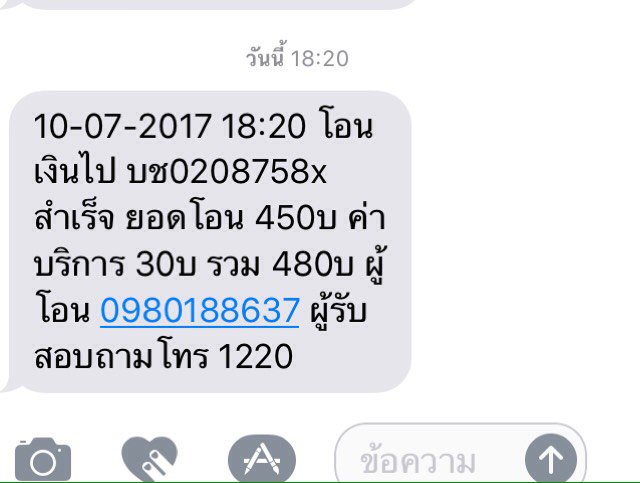 วันนี้ 18:20
10-07-2017 18:20 โอน
เงินไป บช0208758x
สำเร็จ ยอดโอน 450บ ค่า
บริการ 30บ รวม 480บ ผู้
โอน 0980188637 ผู้รับ
สอบถามโทร 1220
ข้อความ